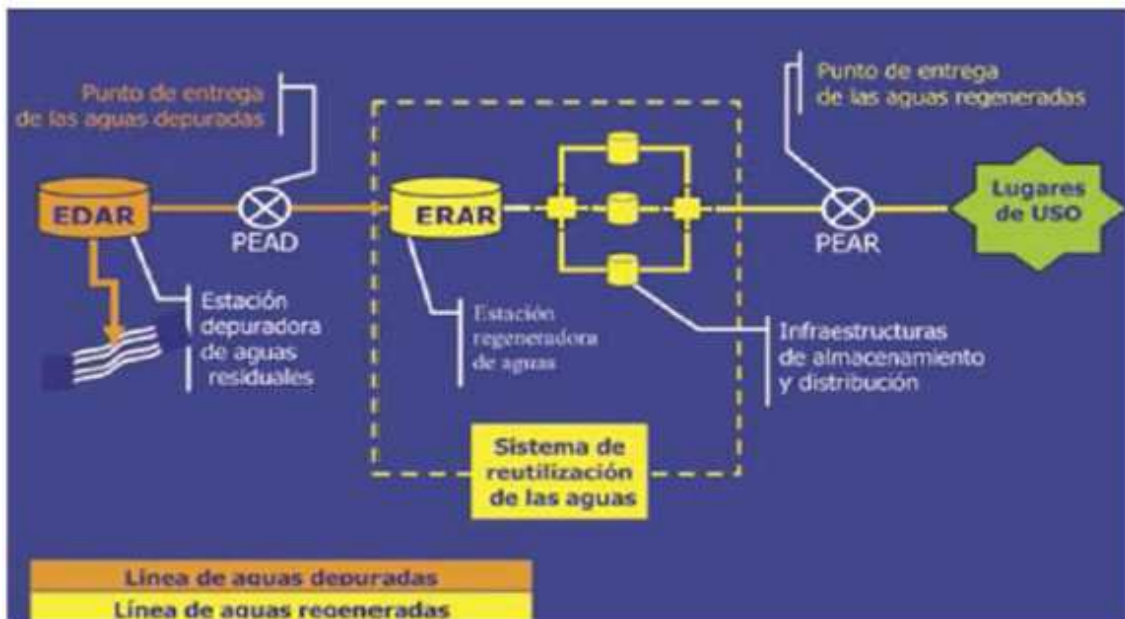 Punto de entrega
de las aguas depuradas
Punto de entrega
de las aguas regeneradas
EDAR
PEAD
ERAR
PEAR
Lugares
de USO
Estación
depuradora
de aguas
residuales
Estación
regeneradora
de aguas
Infraestructuras
de almacenamiento
y distribución
Sistema de
reutilización
de las aguas
Línea de aguas depuradas
Línea de aguas regeneradas